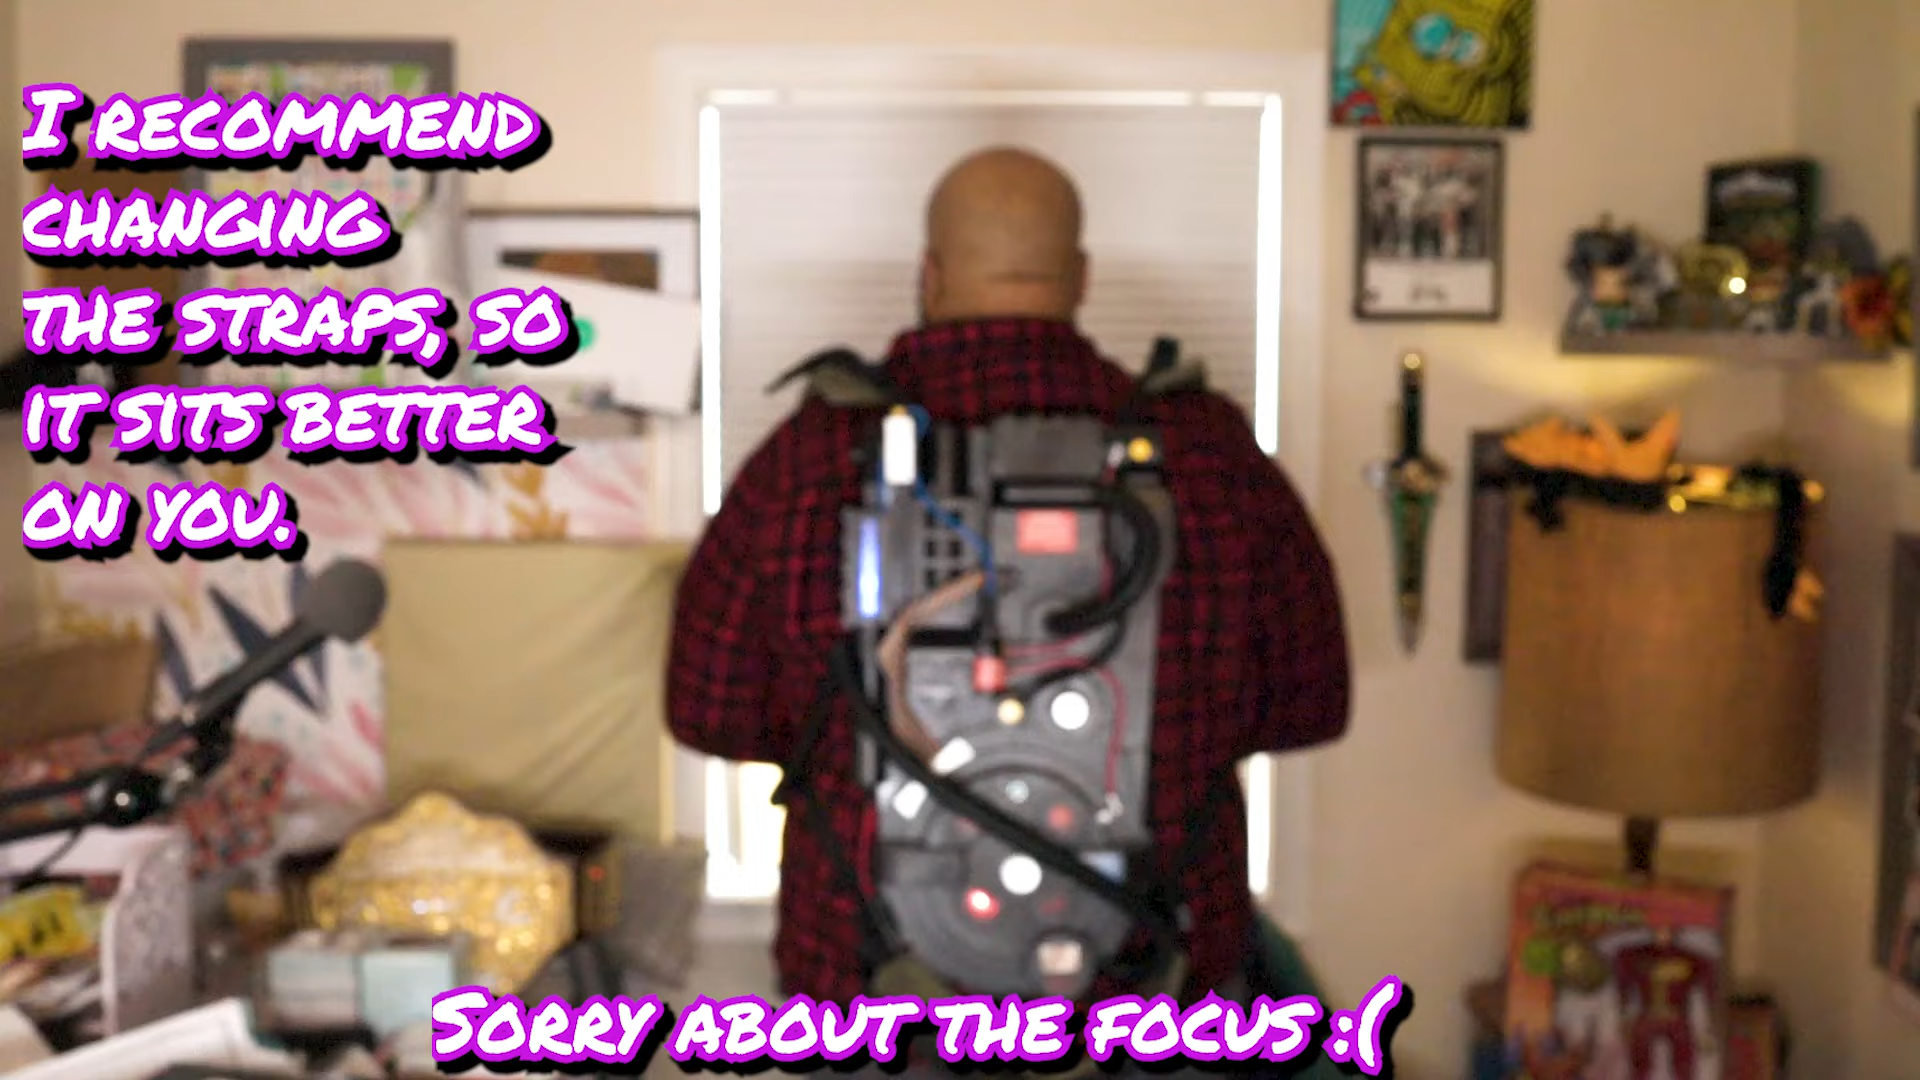 I recommend
changing
the straps, so
it sits better
on you.
Sorry about the focus :(